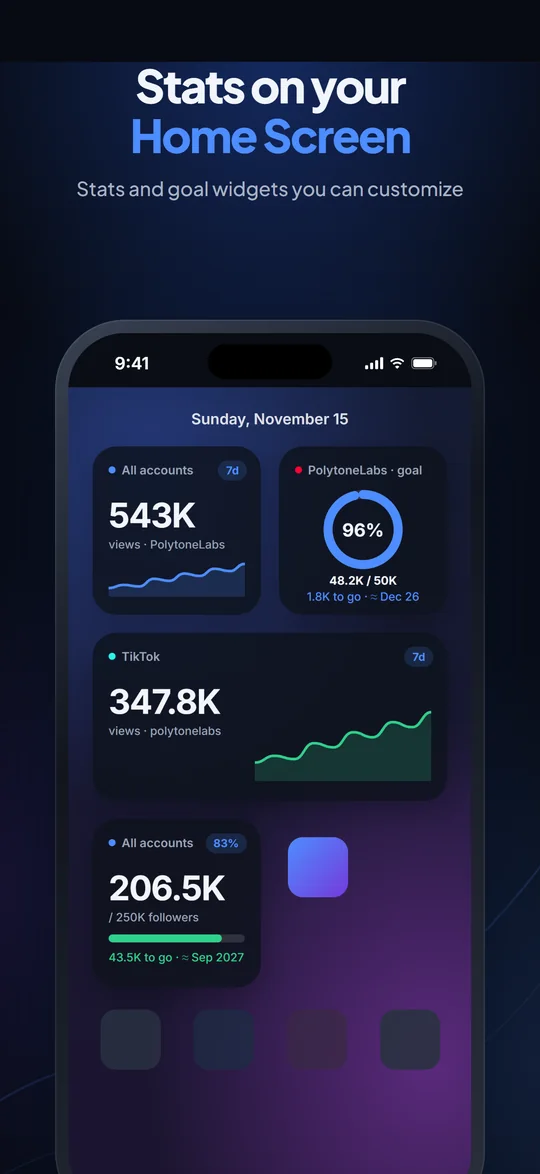 Stats on your
Home Screen
Stats and goal widgets you can customize
9:41
Sunday, November 15
All accounts 7d
543K
views · PolytoneLabs
PolytoneLabs · goal
96%
48.2K / 50K
1.8K to go · ≈ Dec 26
TikTok 7d
347.8K
views · polytonelabs
All accounts 83%
206.5K
/ 250K followers
43.5K to go · ≈ Sep 2027